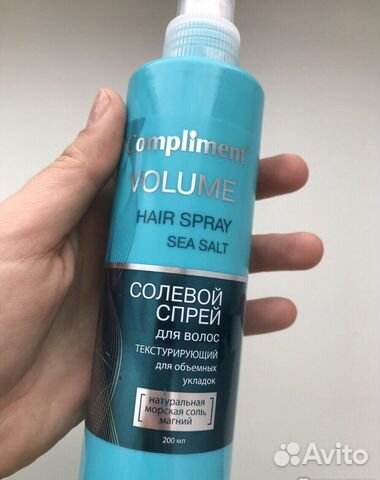 Compliment
VOLUME
HAIR SPRAY
SEA SALT
СОЛЕВОЙ
СПРЕЙ
для волос
ТЕКСТУРИРУЮЩИЙ
для объемных
укладок
натуральная
морская соль,
магний
200 мл
Avito